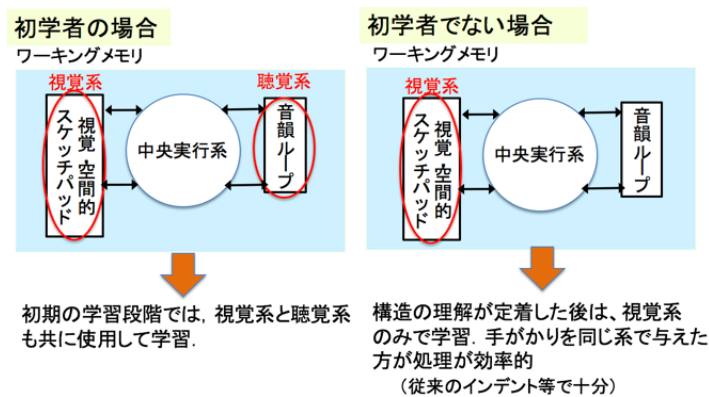 初学者の場合
ワーキングメモリ
視覚系
聴覚系
視覚・空間的
スケッチパッド
中央実行系
音韻ループ
初期の学習段階では，視覚系と聴覚系
も共に使用して学習．
初学者でない場合
ワーキングメモリ
視覚系
視覚・空間的
スケッチパッド
中央実行系
音韻ループ
構造の理解が定着した後は、視覚系
のみで学習．手がかりを同じ系で与えた
方が処理が効率的
（従来のインデント等で十分）